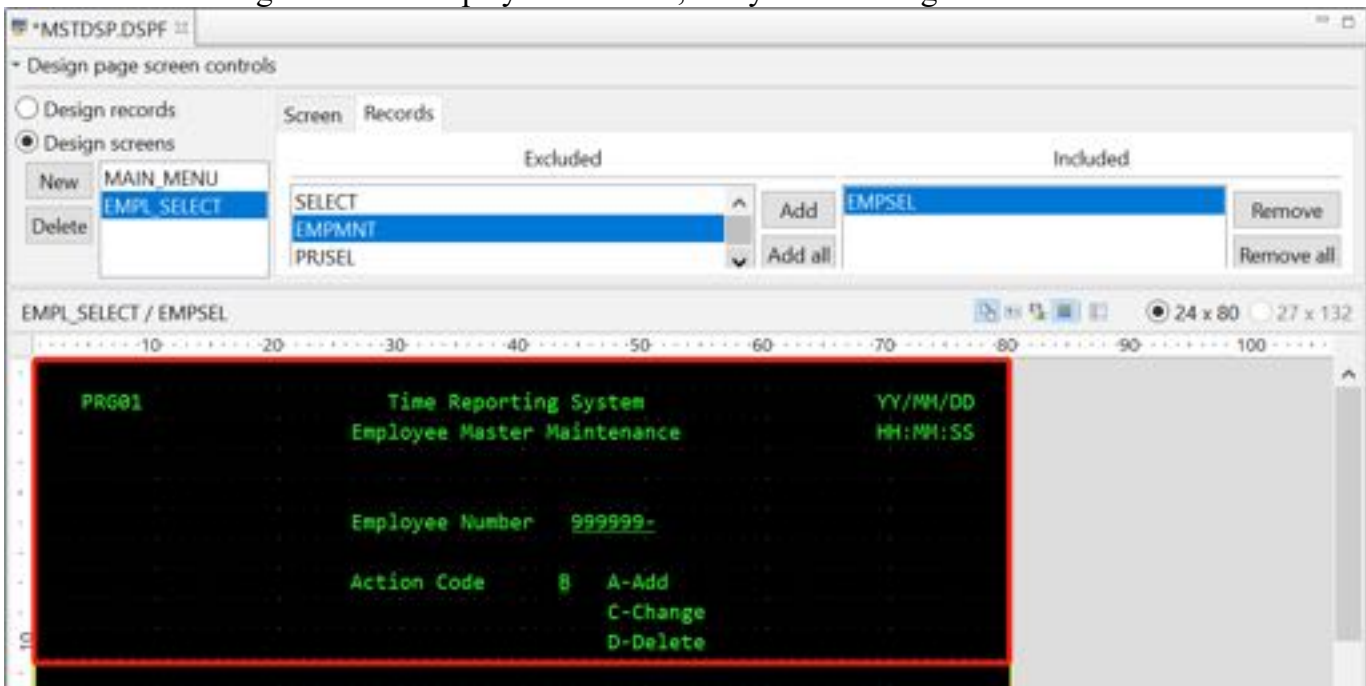 *MSTDSP.DSPF
Design page screen controls
Design records
Design screens
New
Delete
MAIN_MENU
EMPL_SELECT
Screen Records
Excluded
SELECT
EMPMNT
PRJSEL
Add
Add all
Included
EMPSEL
Remove
Remove all
EMPL_SELECT / EMPSEL
24 x 80 27 x 132
10 20 30 40 50 60 70 80 90 100
PRG01 Time Reporting System YY/MM/DD
Employee Master Maintenance HH:MM:SS
Employee Number 999999-
Action Code B A-Add
C-Change
D-Delete
10